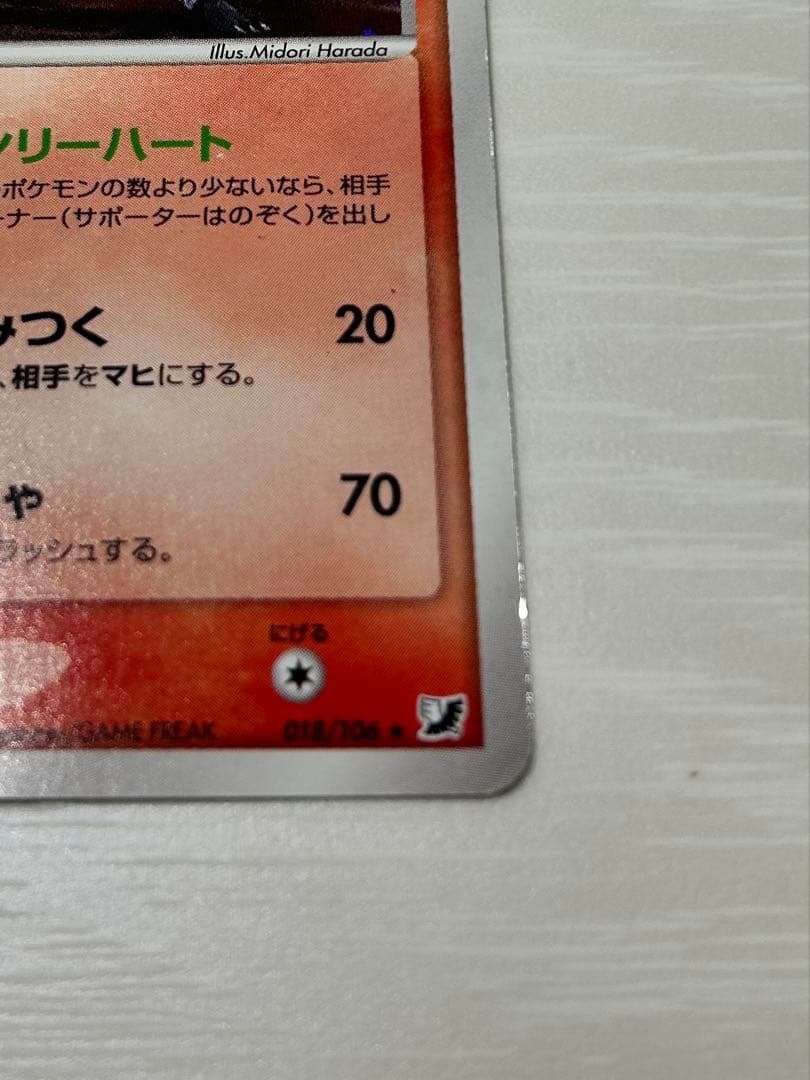 Illus.Midori Harada
ンリーハート
ポケモンの数より少ないなら、相手
ーナー(サポーターはのぞく)を出し
みつく 20
、相手をマヒにする。
や 70
ラッシュする。
にげる
GAME FREAK 018/106 ★